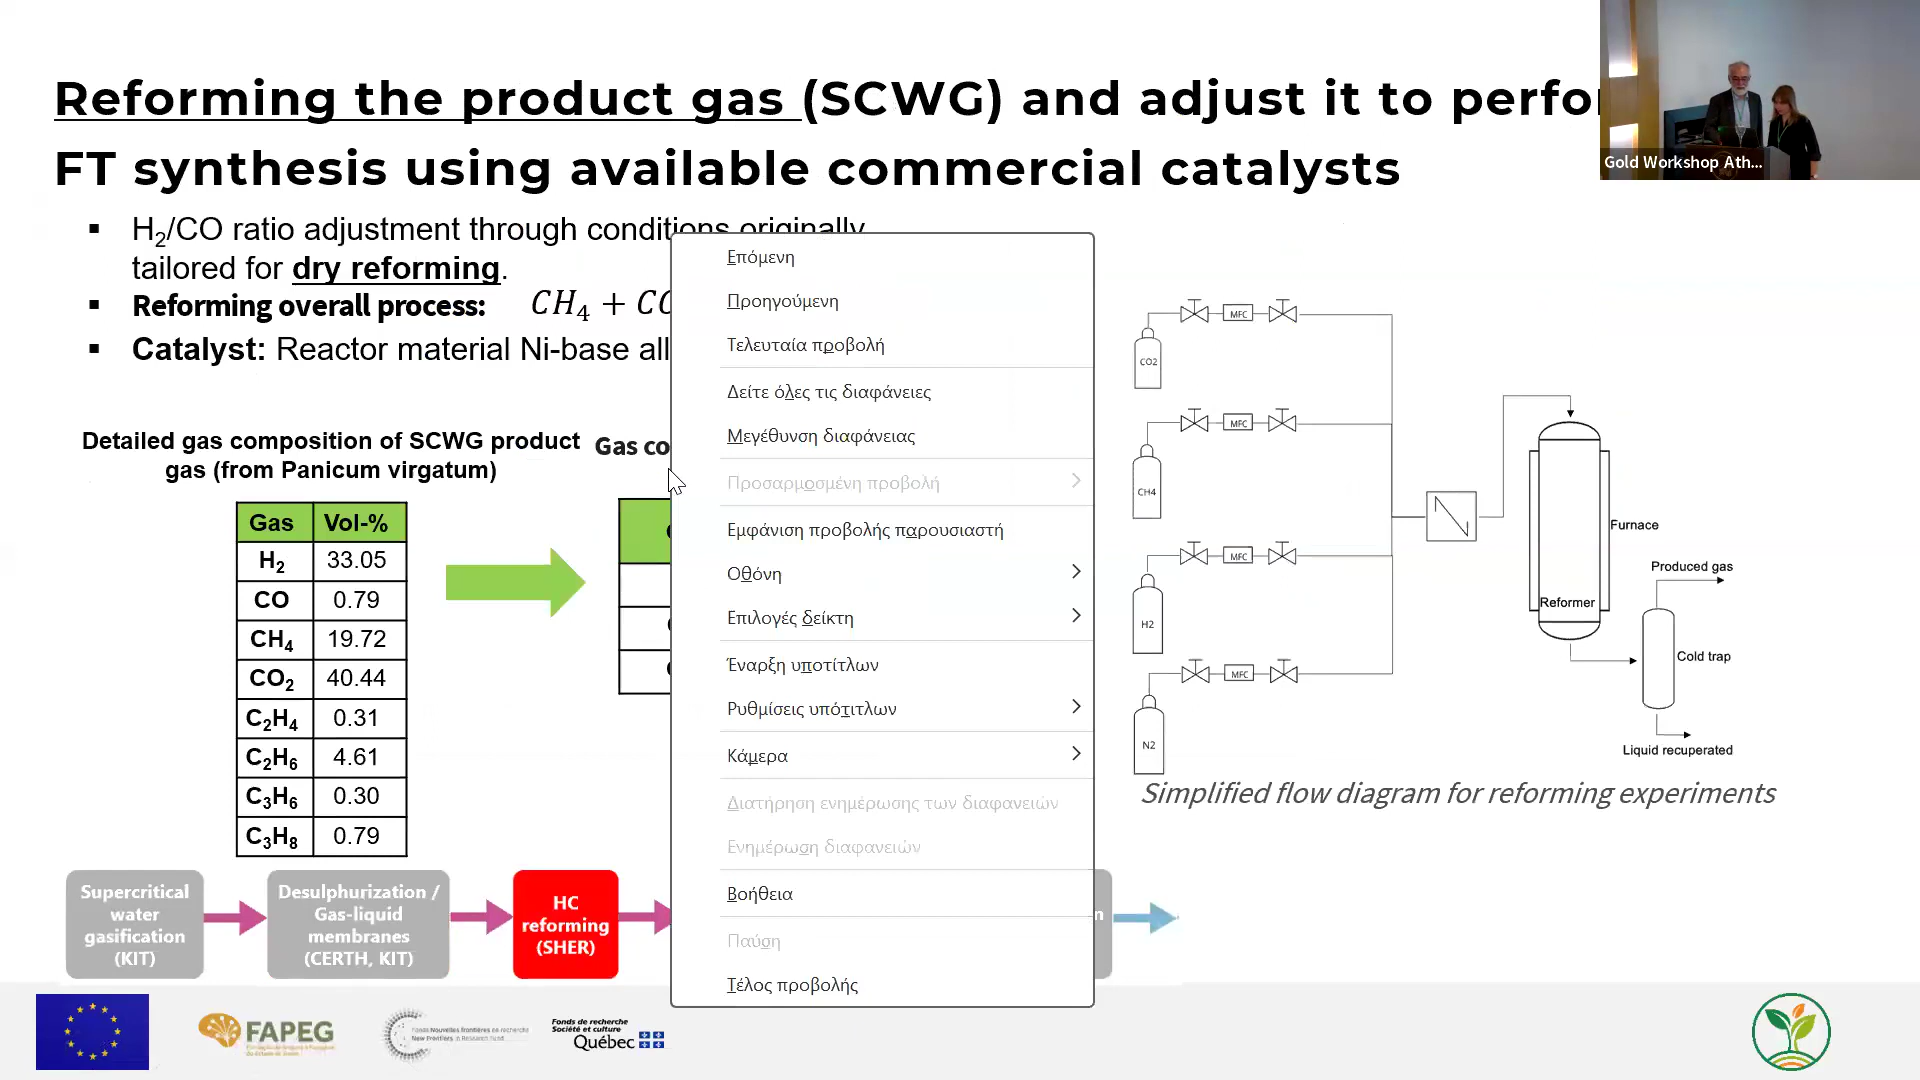 Reforming the product gas (SCWG) and adjust it to perfo
FT synthesis using available commercial catalysts
Gold Workshop Ath...
▪ H₂/CO ratio adjustment through conditions originally
tailored for dry reforming.
▪ Reforming overall process: CH₄ + CO
▪ Catalyst: Reactor material Ni-base all
Detailed gas composition of SCWG product
gas (from Panicum virgatum)
Gas co
Gas Vol-%
H₂ 33.05
CO 0.79
CH₄ 19.72
CO₂ 40.44
C₂H₄ 0.31
C₂H₆ 4.61
C₃H₆ 0.30
C₃H₈ 0.79
Επόμενη
Προηγούμενη
Τελευταία προβολή
Δείτε όλες τις διαφάνειες
Μεγέθυνση διαφάνειας
Προσαρμοσμένη προβολή
Εμφάνιση προβολής παρουσιαστή
Οθόνη
Επιλογές δείκτη
Έναρξη υποτίτλων
Ρυθμίσεις υπότιτλων
Κάμερα
Διατήρηση ενημέρωσης των διαφανειών
Ενημέρωση διαφανειών
Βοήθεια
Παύση
Τέλος προβολής
MFC
CO2
MFC
CH4
MFC
H2
MFC
N2
Furnace
Reformer
Produced gas
Cold trap
Liquid recuperated
Simplified flow diagram for reforming experiments
Supercritical
water
gasification
(KIT)
Desulphurization /
Gas-liquid
membranes
(CERTH, KIT)
HC
reforming
(SHER)
n
FAPEG
Fonds Nouvelles frontières en recherche
New Frontiers in Research Fund
Fonds de recherche
Société et culture
Québec